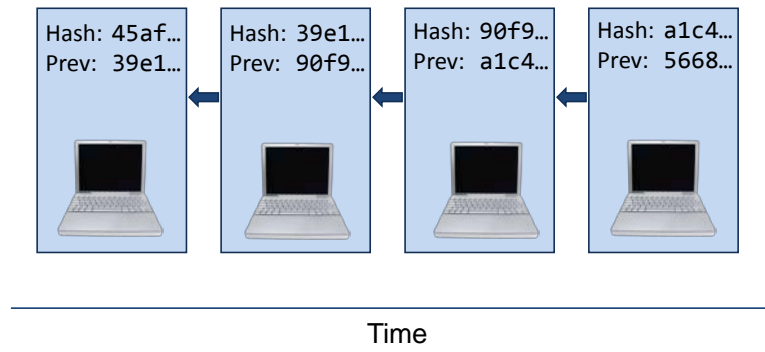 Hash: 45af…
Prev: 39e1…
Hash: 39e1…
Prev: 90f9…
Hash: 90f9…
Prev: a1c4…
Hash: a1c4…
Prev: 5668…
Time